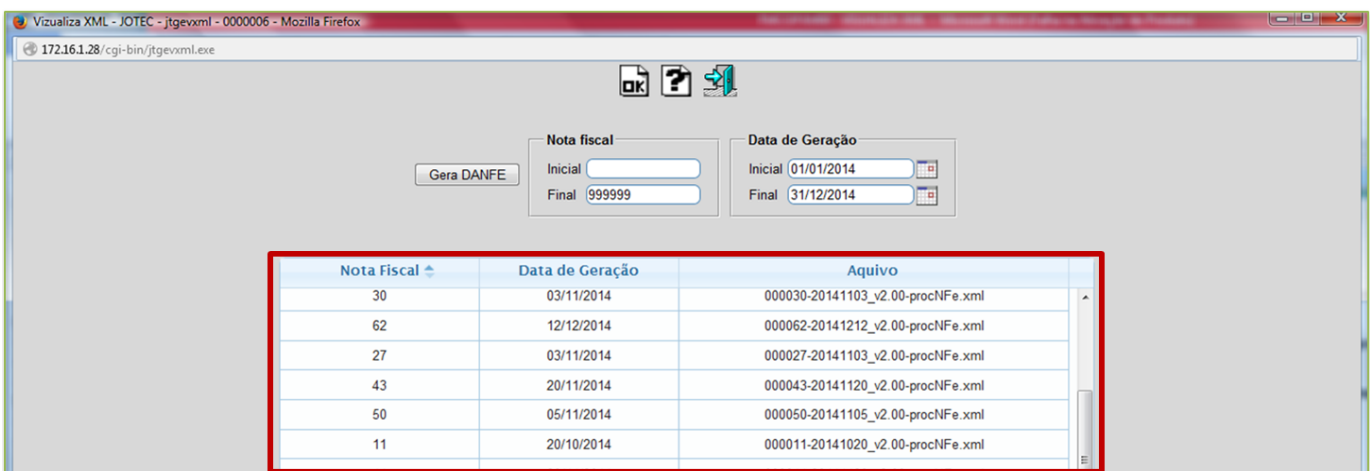 Vizualiza XML - JOTEC - jtgevxml - 0000006 - Mozilla Firefox
172.16.1.28/cgi-bin/jtgevxml.exe
OK ?
Nota fiscal Data de Geração
Gera DANFE Inicial Inicial 01/01/2014
Final 999999 Final 31/12/2014
Nota Fiscal Data de Geração Aquivo
30 03/11/2014 000030-20141103_v2.00-procNFe.xml
62 12/12/2014 000062-20141212_v2.00-procNFe.xml
27 03/11/2014 000027-20141103_v2.00-procNFe.xml
43 20/11/2014 000043-20141120_v2.00-procNFe.xml
50 05/11/2014 000050-20141105_v2.00-procNFe.xml
11 20/10/2014 000011-20141020_v2.00-procNFe.xml